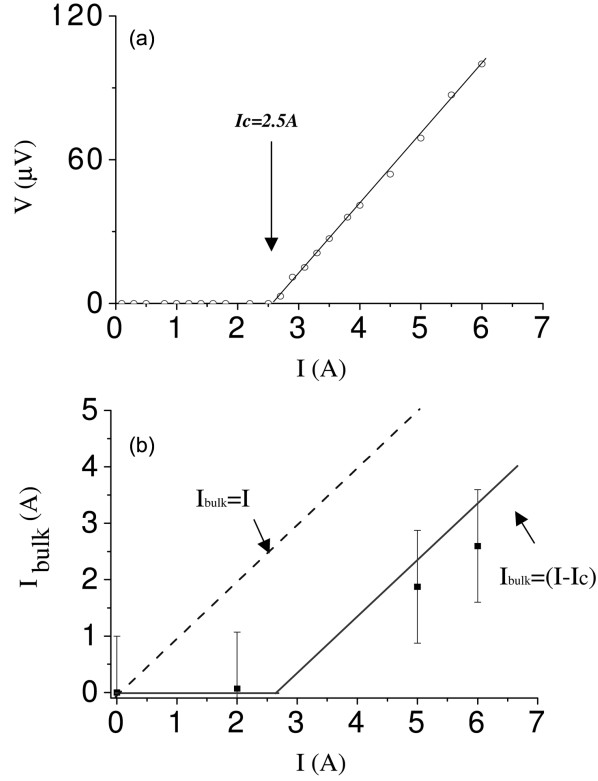 120
(a)
Ic=2.5A
60
V (µV)
0
0 1 2 3 4 5 6 7
I (A)
5
(b)
4
Ibulk=I
3
Ibulk(A)
2
Ibulk=(I-Ic)
1
0
0 1 2 3 4 5 6 7
I (A)